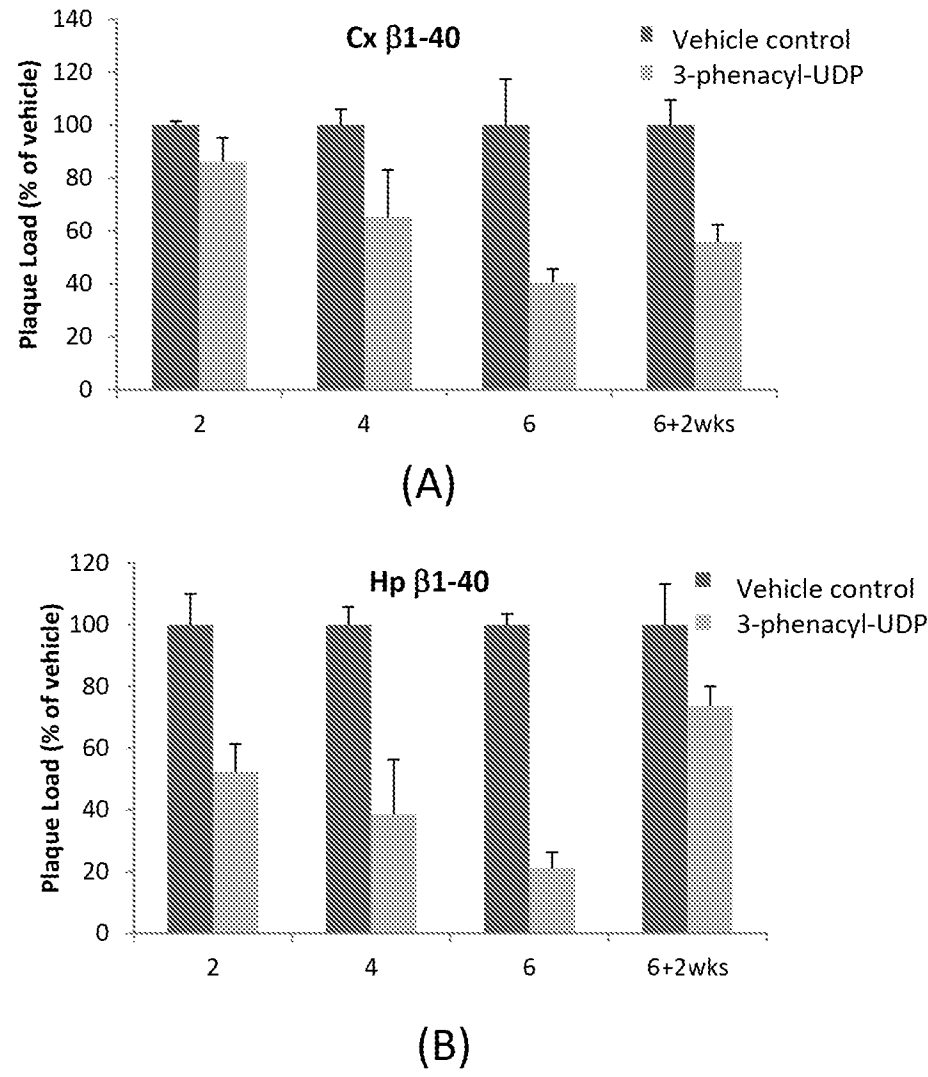 Cx β1-40
Vehicle control
3-phenacyl-UDP
Plaque Load (% of vehicle)
140
120
100
80
60
40
20
0
2 4 6 6+2wks
(A)
Hp β1-40
Vehicle control
3-phenacyl-UDP
Plaque Load (% of vehicle)
120
100
80
60
40
20
0
2 4 6 6+2wks
(B)